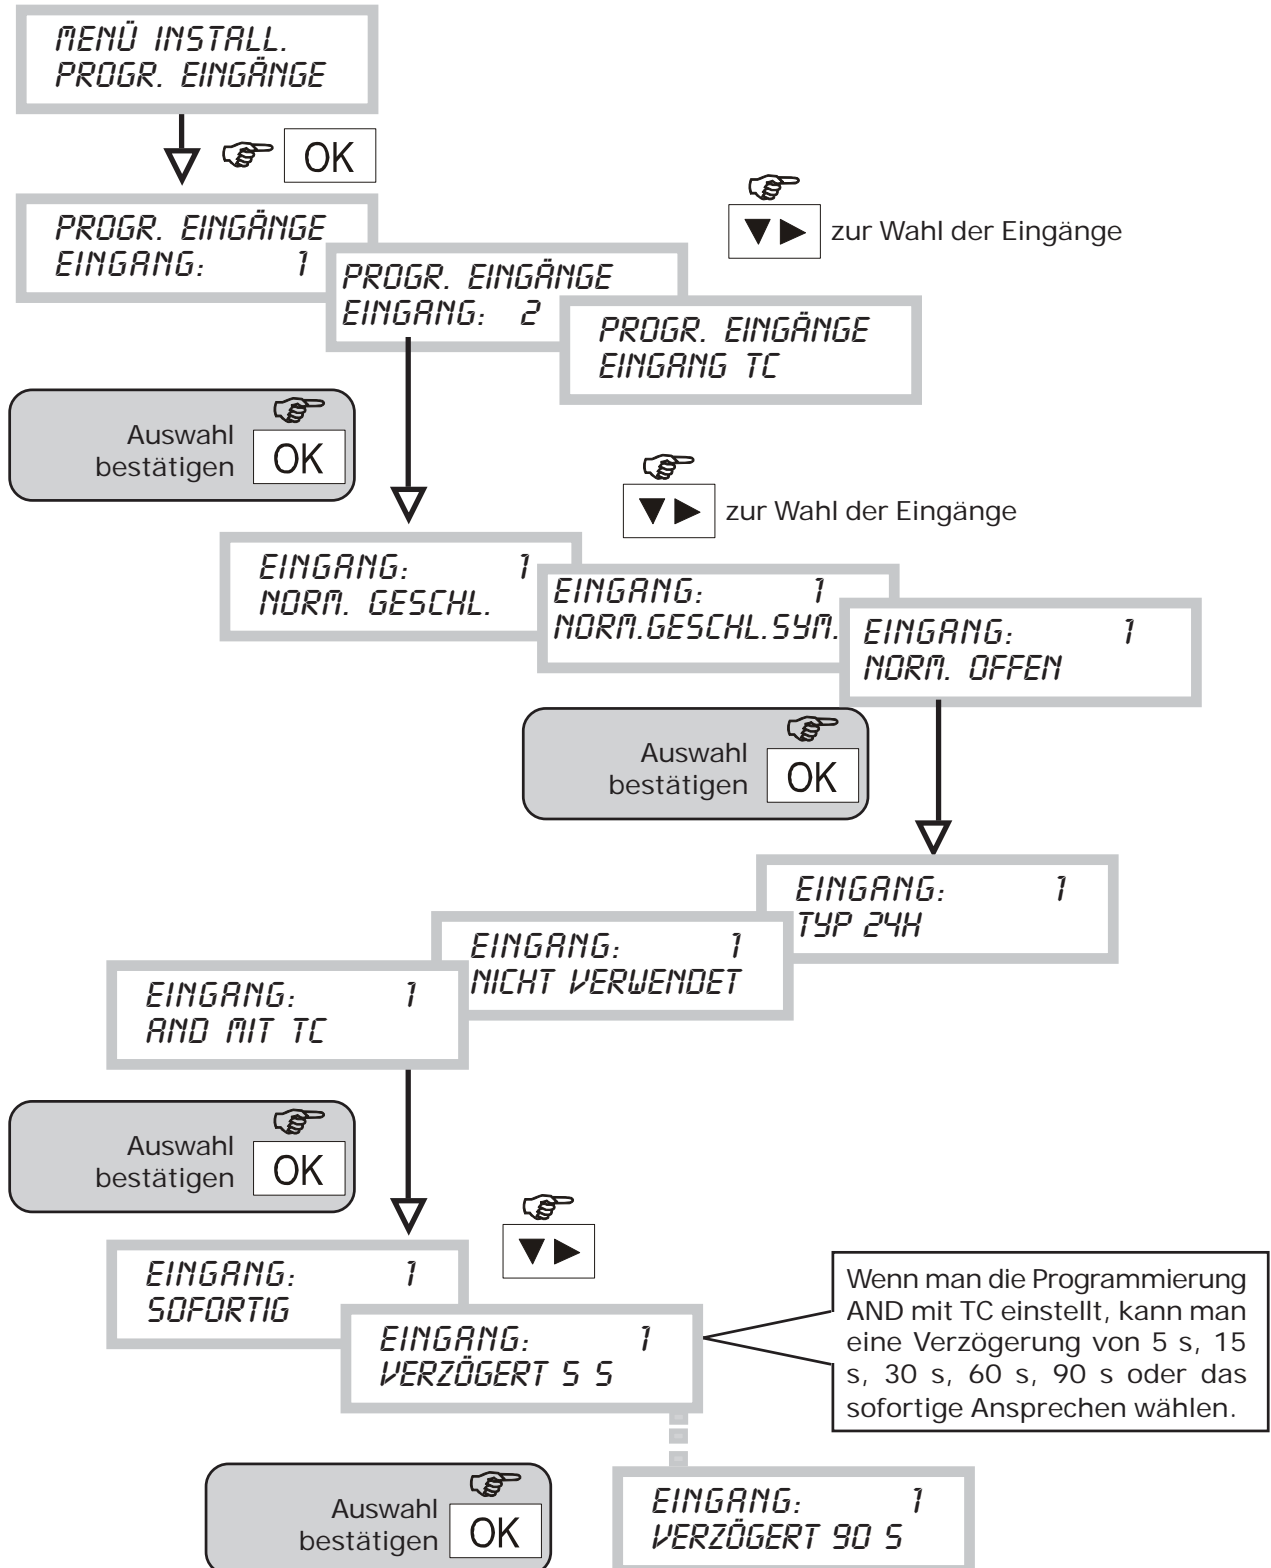 MENÜ INSTALL.
PROGR. EINGÄNGE
OK
PROGR. EINGÄNGE
EINGANG: 1
▼▶ zur Wahl der Eingänge
PROGR. EINGÄNGE
EINGANG: 2
PROGR. EINGÄNGE
EINGANG TC
Auswahl
bestätigen
OK
▼▶ zur Wahl der Eingänge
EINGANG: 1
NORM. GESCHL.
EINGANG: 1
NORM.GESCHL.SYM.
EINGANG: 1
NORM. OFFEN
Auswahl
bestätigen
OK
EINGANG: 1
TYP 24H
EINGANG: 1
NICHT VERWENDET
EINGANG: 1
AND MIT TC
Auswahl
bestätigen
OK
▼▶
EINGANG: 1
SOFORTIG
EINGANG: 1
VERZÖGERT 5 S
Wenn man die Programmierung
AND mit TC einstellt, kann man
eine Verzögerung von 5 s, 15
s, 30 s, 60 s, 90 s oder das
sofortige Ansprechen wählen.
Auswahl
bestätigen
OK
EINGANG: 1
VERZÖGERT 90 S